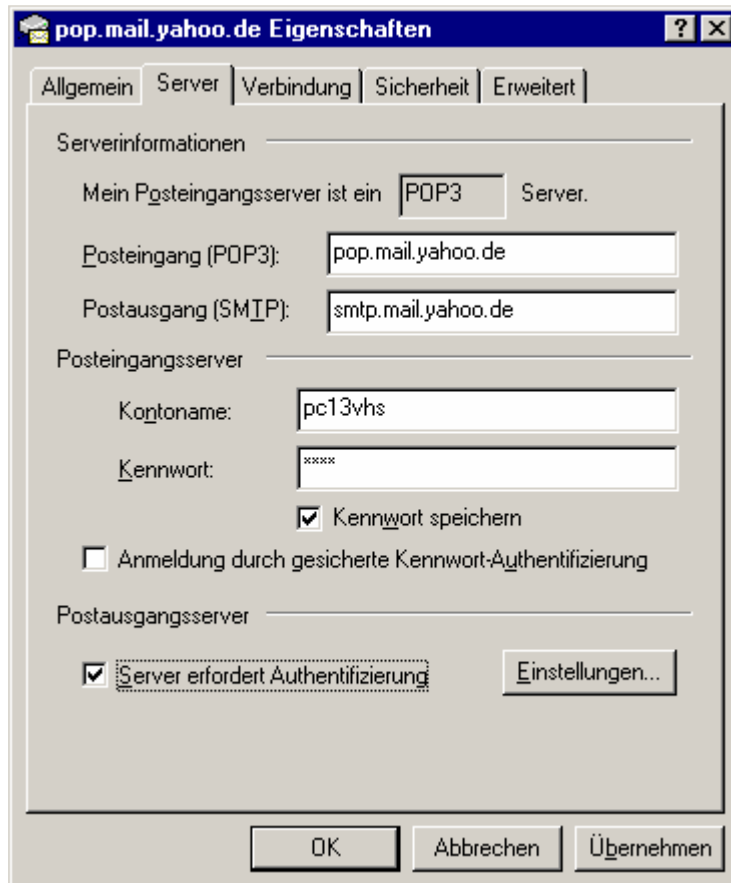 pop.mail.yahoo.de Eigenschaften
Allgemein Server Verbindung Sicherheit Erweitert
Serverinformationen
Mein Posteingangsserver ist ein POP3 Server.
Posteingang (POP3): pop.mail.yahoo.de
Postausgang (SMTP): smtp.mail.yahoo.de
Posteingangsserver
Kontoname: pc13vhs
Kennwort: ****
Kennwort speichern
Anmeldung durch gesicherte Kennwort-Authentifizierung
Postausgangsserver
Server erfordert Authentifizierung Einstellungen...
OK Abbrechen Übernehmen